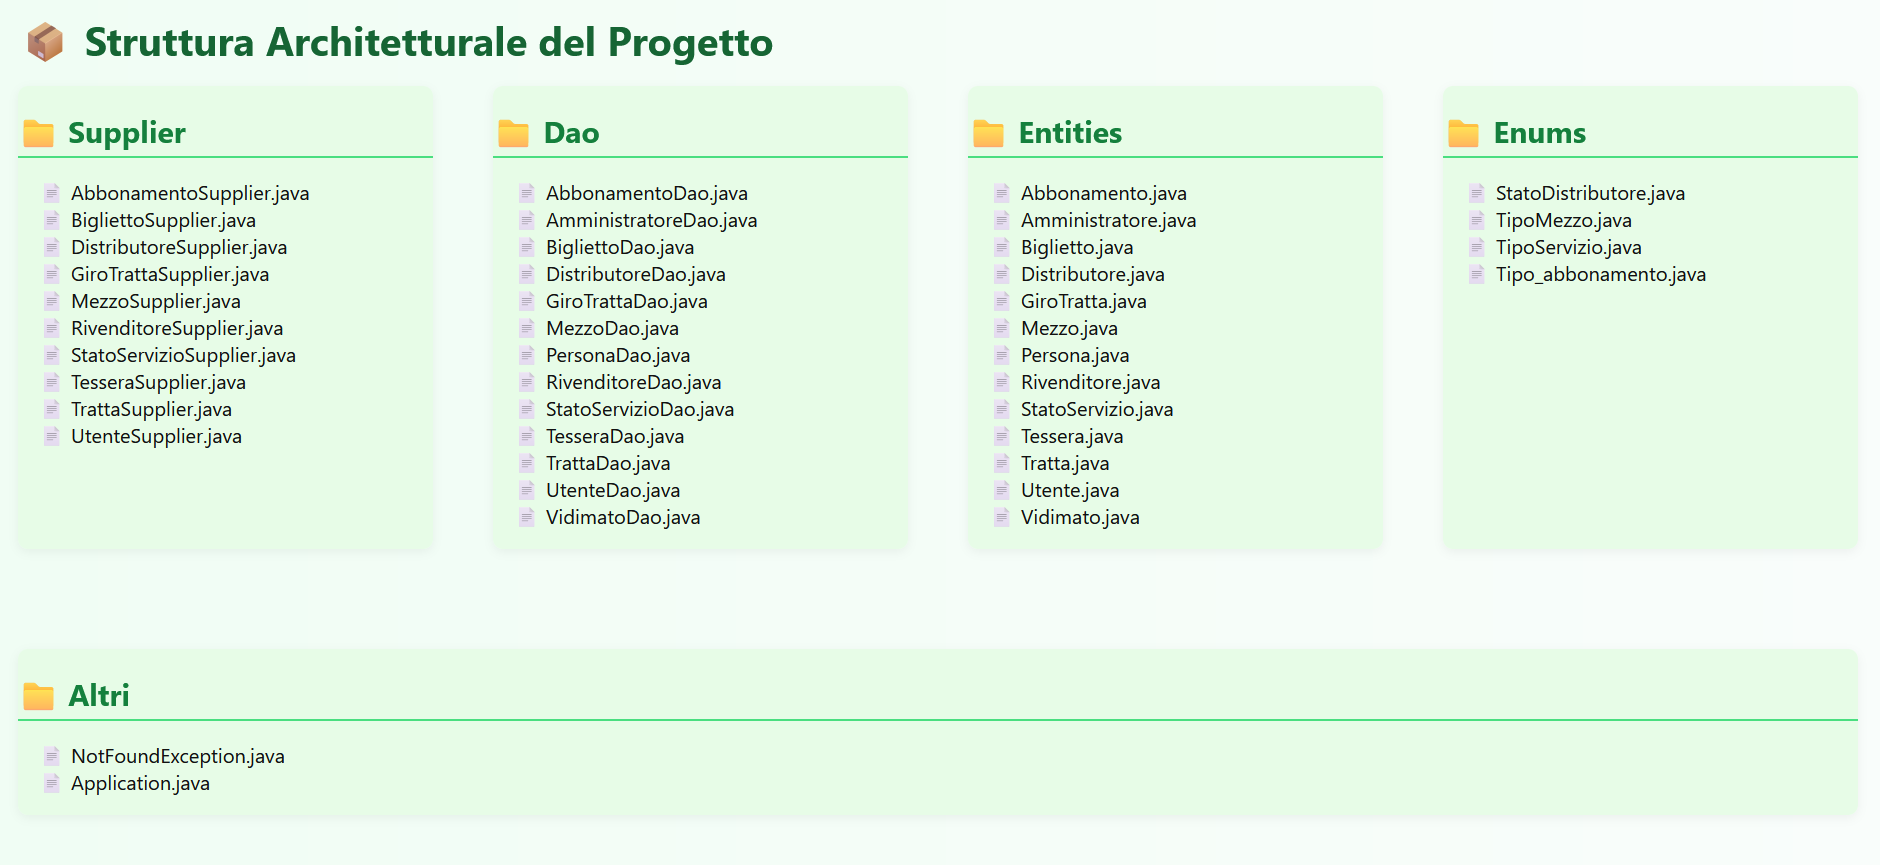 Struttura Architetturale del Progetto
Supplier
AbbonamentoSupplier.java
BigliettoSupplier.java
DistributoreSupplier.java
GiroTrattaSupplier.java
MezzoSupplier.java
RivenditoreSupplier.java
StatoServizioSupplier.java
TesseraSupplier.java
TrattaSupplier.java
UtenteSupplier.java
Dao
AbbonamentoDao.java
AmministratoreDao.java
BigliettoDao.java
DistributoreDao.java
GiroTrattaDao.java
MezzoDao.java
PersonaDao.java
RivenditoreDao.java
StatoServizioDao.java
TesseraDao.java
TrattaDao.java
UtenteDao.java
VidimatoDao.java
Entities
Abbonamento.java
Amministratore.java
Biglietto.java
Distributore.java
GiroTratta.java
Mezzo.java
Persona.java
Rivenditore.java
StatoServizio.java
Tessera.java
Tratta.java
Utente.java
Vidimato.java
Enums
StatoDistributore.java
TipoMezzo.java
TipoServizio.java
Tipo_abbonamento.java
Altri
NotFoundException.java
Application.java